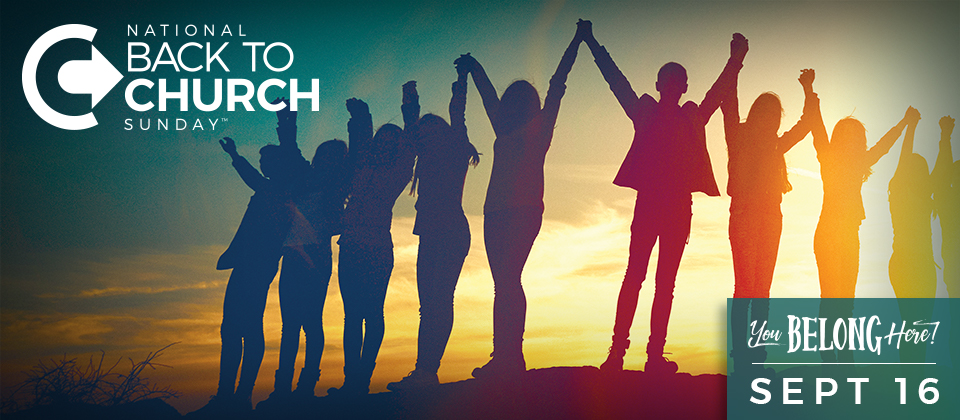 NATIONAL
BACK TO
CHURCH
SUNDAY™
You BELONG Here!
SEPT 16